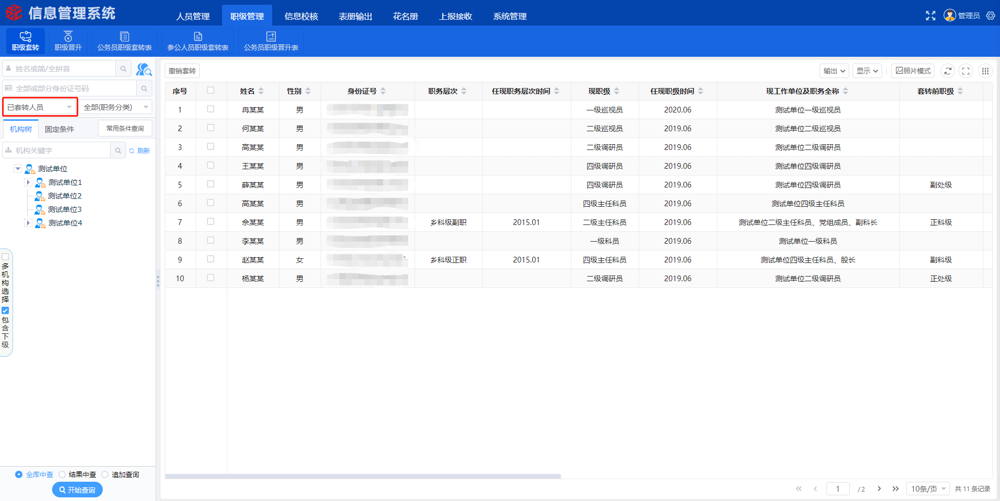 信息管理系统
人员管理 职级管理 信息校核 表册输出 花名册 上报接收 系统管理
管理员
职级套转 职级晋升 公务员职级套转表 参公人员职级套转表 公务员职级晋升表
姓名或简/全拼音
全部或部分身份证号码
已套转人员 全部(职务分类)
机构树 固定条件 常用条件查询
机构关键字 刷新
测试单位
测试单位1
测试单位2
测试单位3
测试单位4
多机构选择
包含下级
全库中查 结果中查 追加查询
开始查询
撤销套转 输出 显示 照片模式
序号 姓名 性别 身份证号 职务层次 任现职务层次时间 现职级 任现职级时间 现工作单位及职务全称 套转前职级
1 冉某某 男 一级巡视员 2020.06 测试单位一级巡视员
2 何某某 男 二级巡视员 2019.06 测试单位二级巡视员
3 高某某 男 二级调研员 2019.06 测试单位二级调研员
4 王某某 男 四级调研员 2019.06 测试单位四级调研员
5 薛某某 男 四级调研员 2019.06 测试单位四级调研员 副处级
6 高某某 男 四级主任科员 2019.06 测试单位四级主任科员
7 余某某 男 乡科级副职 2015.01 二级主任科员 2019.06 测试单位二级主任科员、党组成员、副科长 正科级
8 李某某 男 一级科员 2019.06 测试单位一级科员
9 赵某某 女 乡科级正职 2015.01 四级主任科员 2019.06 测试单位四级主任科员、股长 副科级
10 杨某某 男 二级调研员 2019.06 测试单位二级调研员 正处级
1 /2 10条/页 共 11 条记录